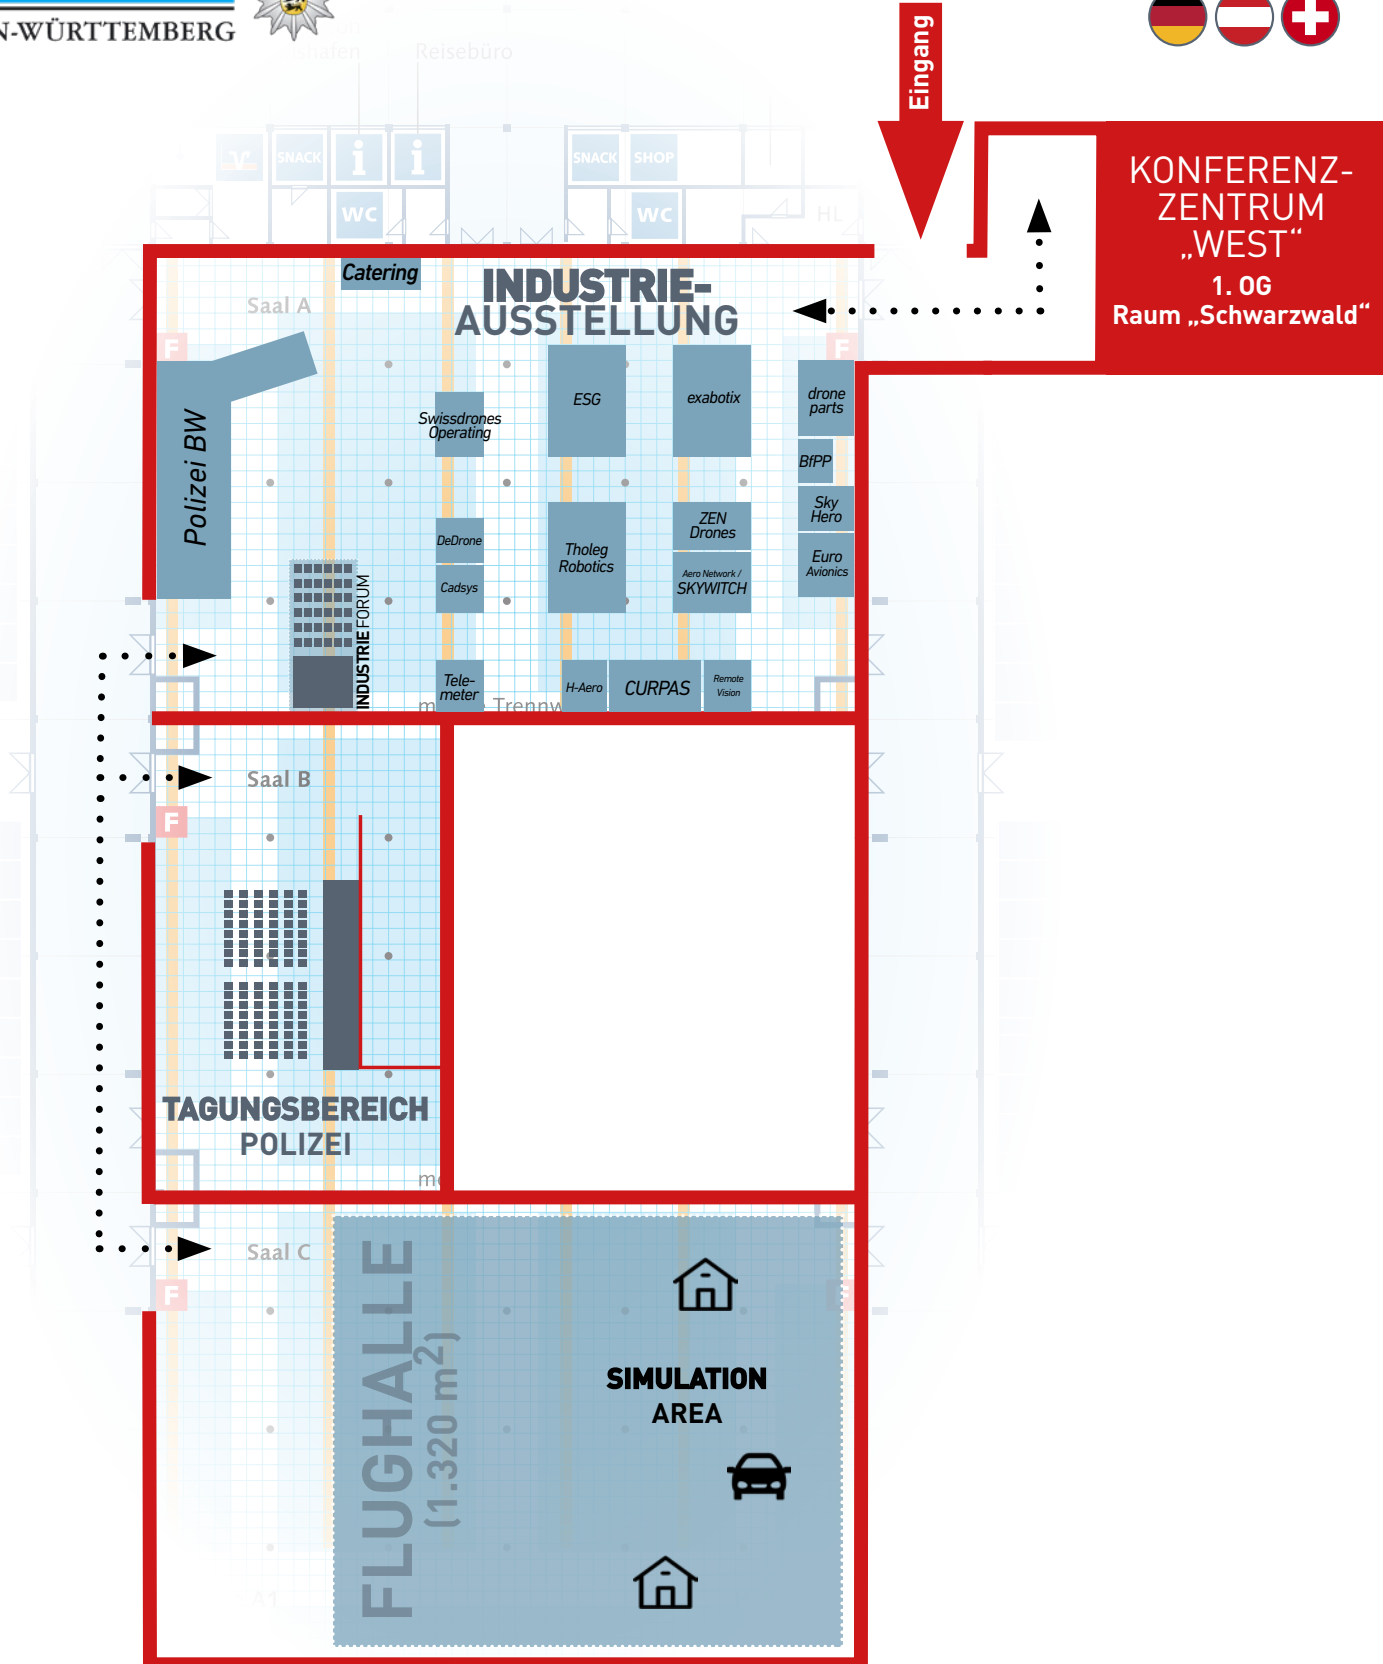 N-WÜRTTEMBERG
Reisebüro
Eingang
SNACK
i
i
SNACK
SHOP
WC
WC
HL
KONFERENZ-
ZENTRUM
„WEST“
1. OG
Raum „Schwarzwald“
Catering
INDUSTRIE-
AUSSTELLUNG
Saal A
F
F
Polizei BW
Swissdrones
Operating
ESG
exabotix
drone
parts
BfPP
Sky
Hero
Euro
Avionics
DeDrone
Cadsys
Tholeg
Robotics
ZEN
Drones
Aero Network /
SKYWITCH
INDUSTRIE FORUM
Tele-
meter
H-Aero
CURPAS
Remote
Vision
Trennw
Saal B
F
TAGUNGSBEREICH
POLIZEI
Saal C
F
F
FLUGHALLE
(1.320 m²)
SIMULATION
AREA
A1